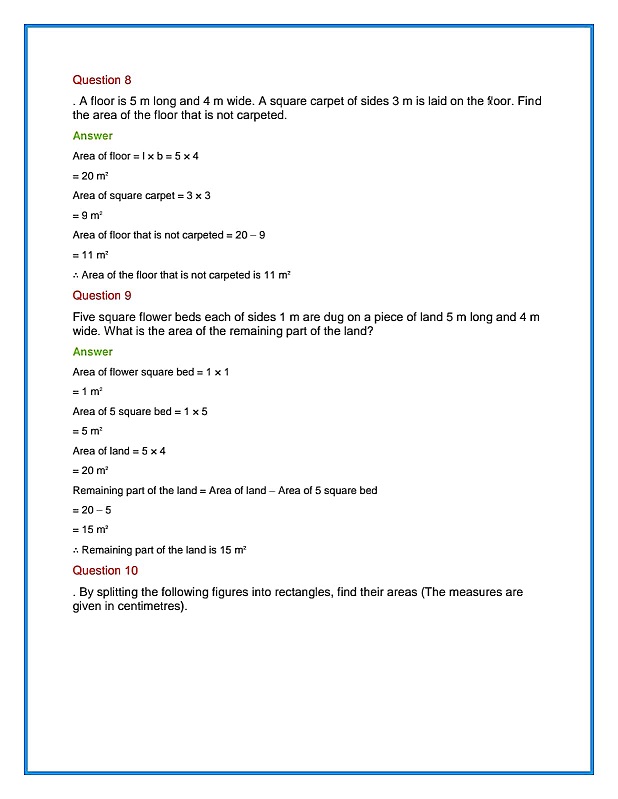 Question 8
. A floor is 5 m long and 4 m wide. A square carpet of sides 3 m is laid on the floor. Find
the area of the floor that is not carpeted.
Answer
Area of floor = l × b = 5 × 4
= 20 m²
Area of square carpet = 3 × 3
= 9 m²
Area of floor that is not carpeted = 20 – 9
= 11 m²
∴ Area of the floor that is not carpeted is 11 m²
Question 9
Five square flower beds each of sides 1 m are dug on a piece of land 5 m long and 4 m
wide. What is the area of the remaining part of the land?
Answer
Area of flower square bed = 1 × 1
= 1 m²
Area of 5 square bed = 1 × 5
= 5 m²
Area of land = 5 × 4
= 20 m²
Remaining part of the land = Area of land – Area of 5 square bed
= 20 – 5
= 15 m²
∴ Remaining part of the land is 15 m²
Question 10
. By splitting the following figures into rectangles, find their areas (The measures are
given in centimetres).